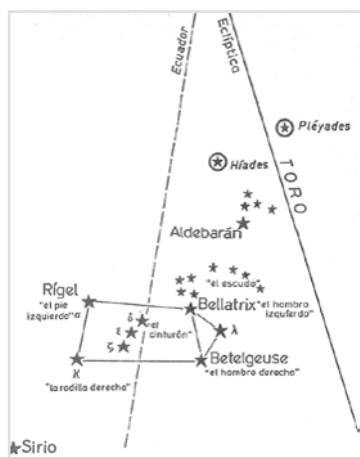 Ecuador
Eclíptica
Pléyades
Híades
TORO
Aldebarán
"el escudo"
Rígel
"el pie
izquierdo"α
δ
"el
cinturón"
ε
ζ
Bellatrix "el hombro
izquierdo"
λ
ϰ
"la rodilla derecha"
Betelgeuse
"el hombro derecho"
Sirio